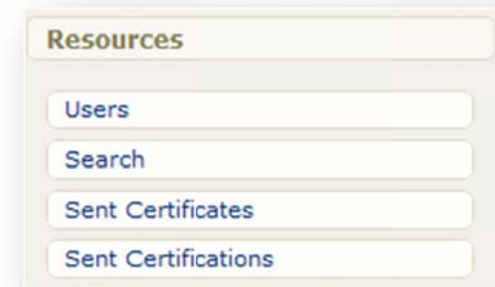 Resources
Users
Search
Sent Certificates
Sent Certifications